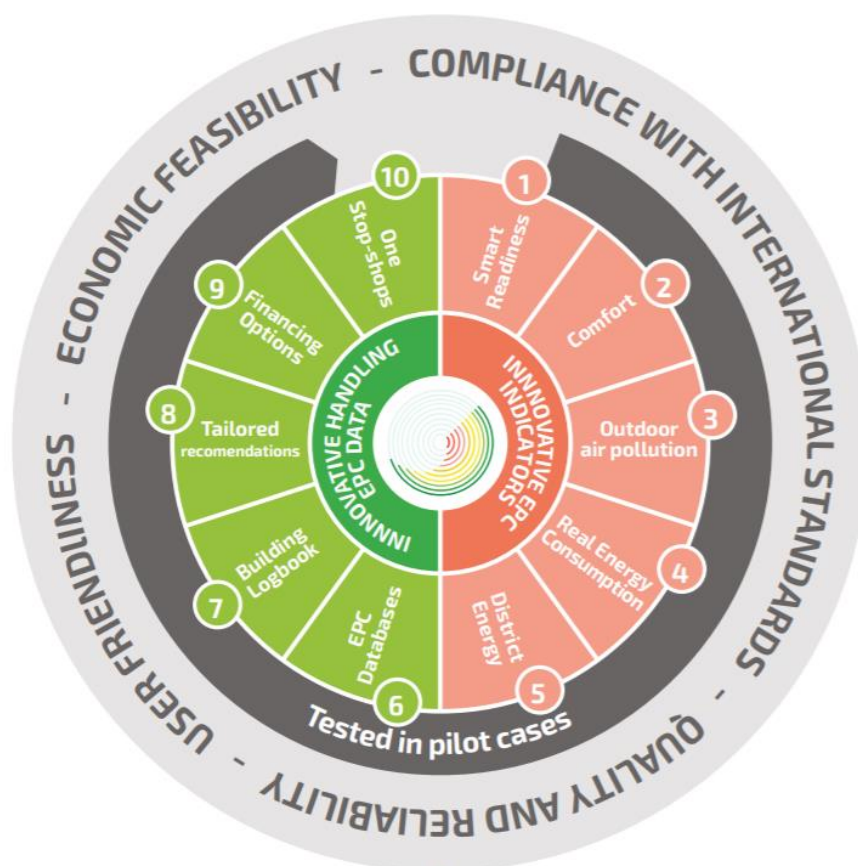 ECONOMIC FEASIBILITY - COMPLIANCE WITH INTERNATIONAL STANDARDS - QUALITY AND RELIABILITY - USER FRIENDLINESS -
1
Smart
Readiness
2
Comfort
3
Outdoor
air pollution
4
Real Energy
Consumption
5
District
Energy
6
EPC
Databases
7
Building
Logbook
8
Tailored
recomendations
9
Financing
Options
10
One
Stop-shops
INNNOVATIVE HANDLING
EPC DATA
INNNOVATIVE EPC
INDICATORS
Tested in pilot cases